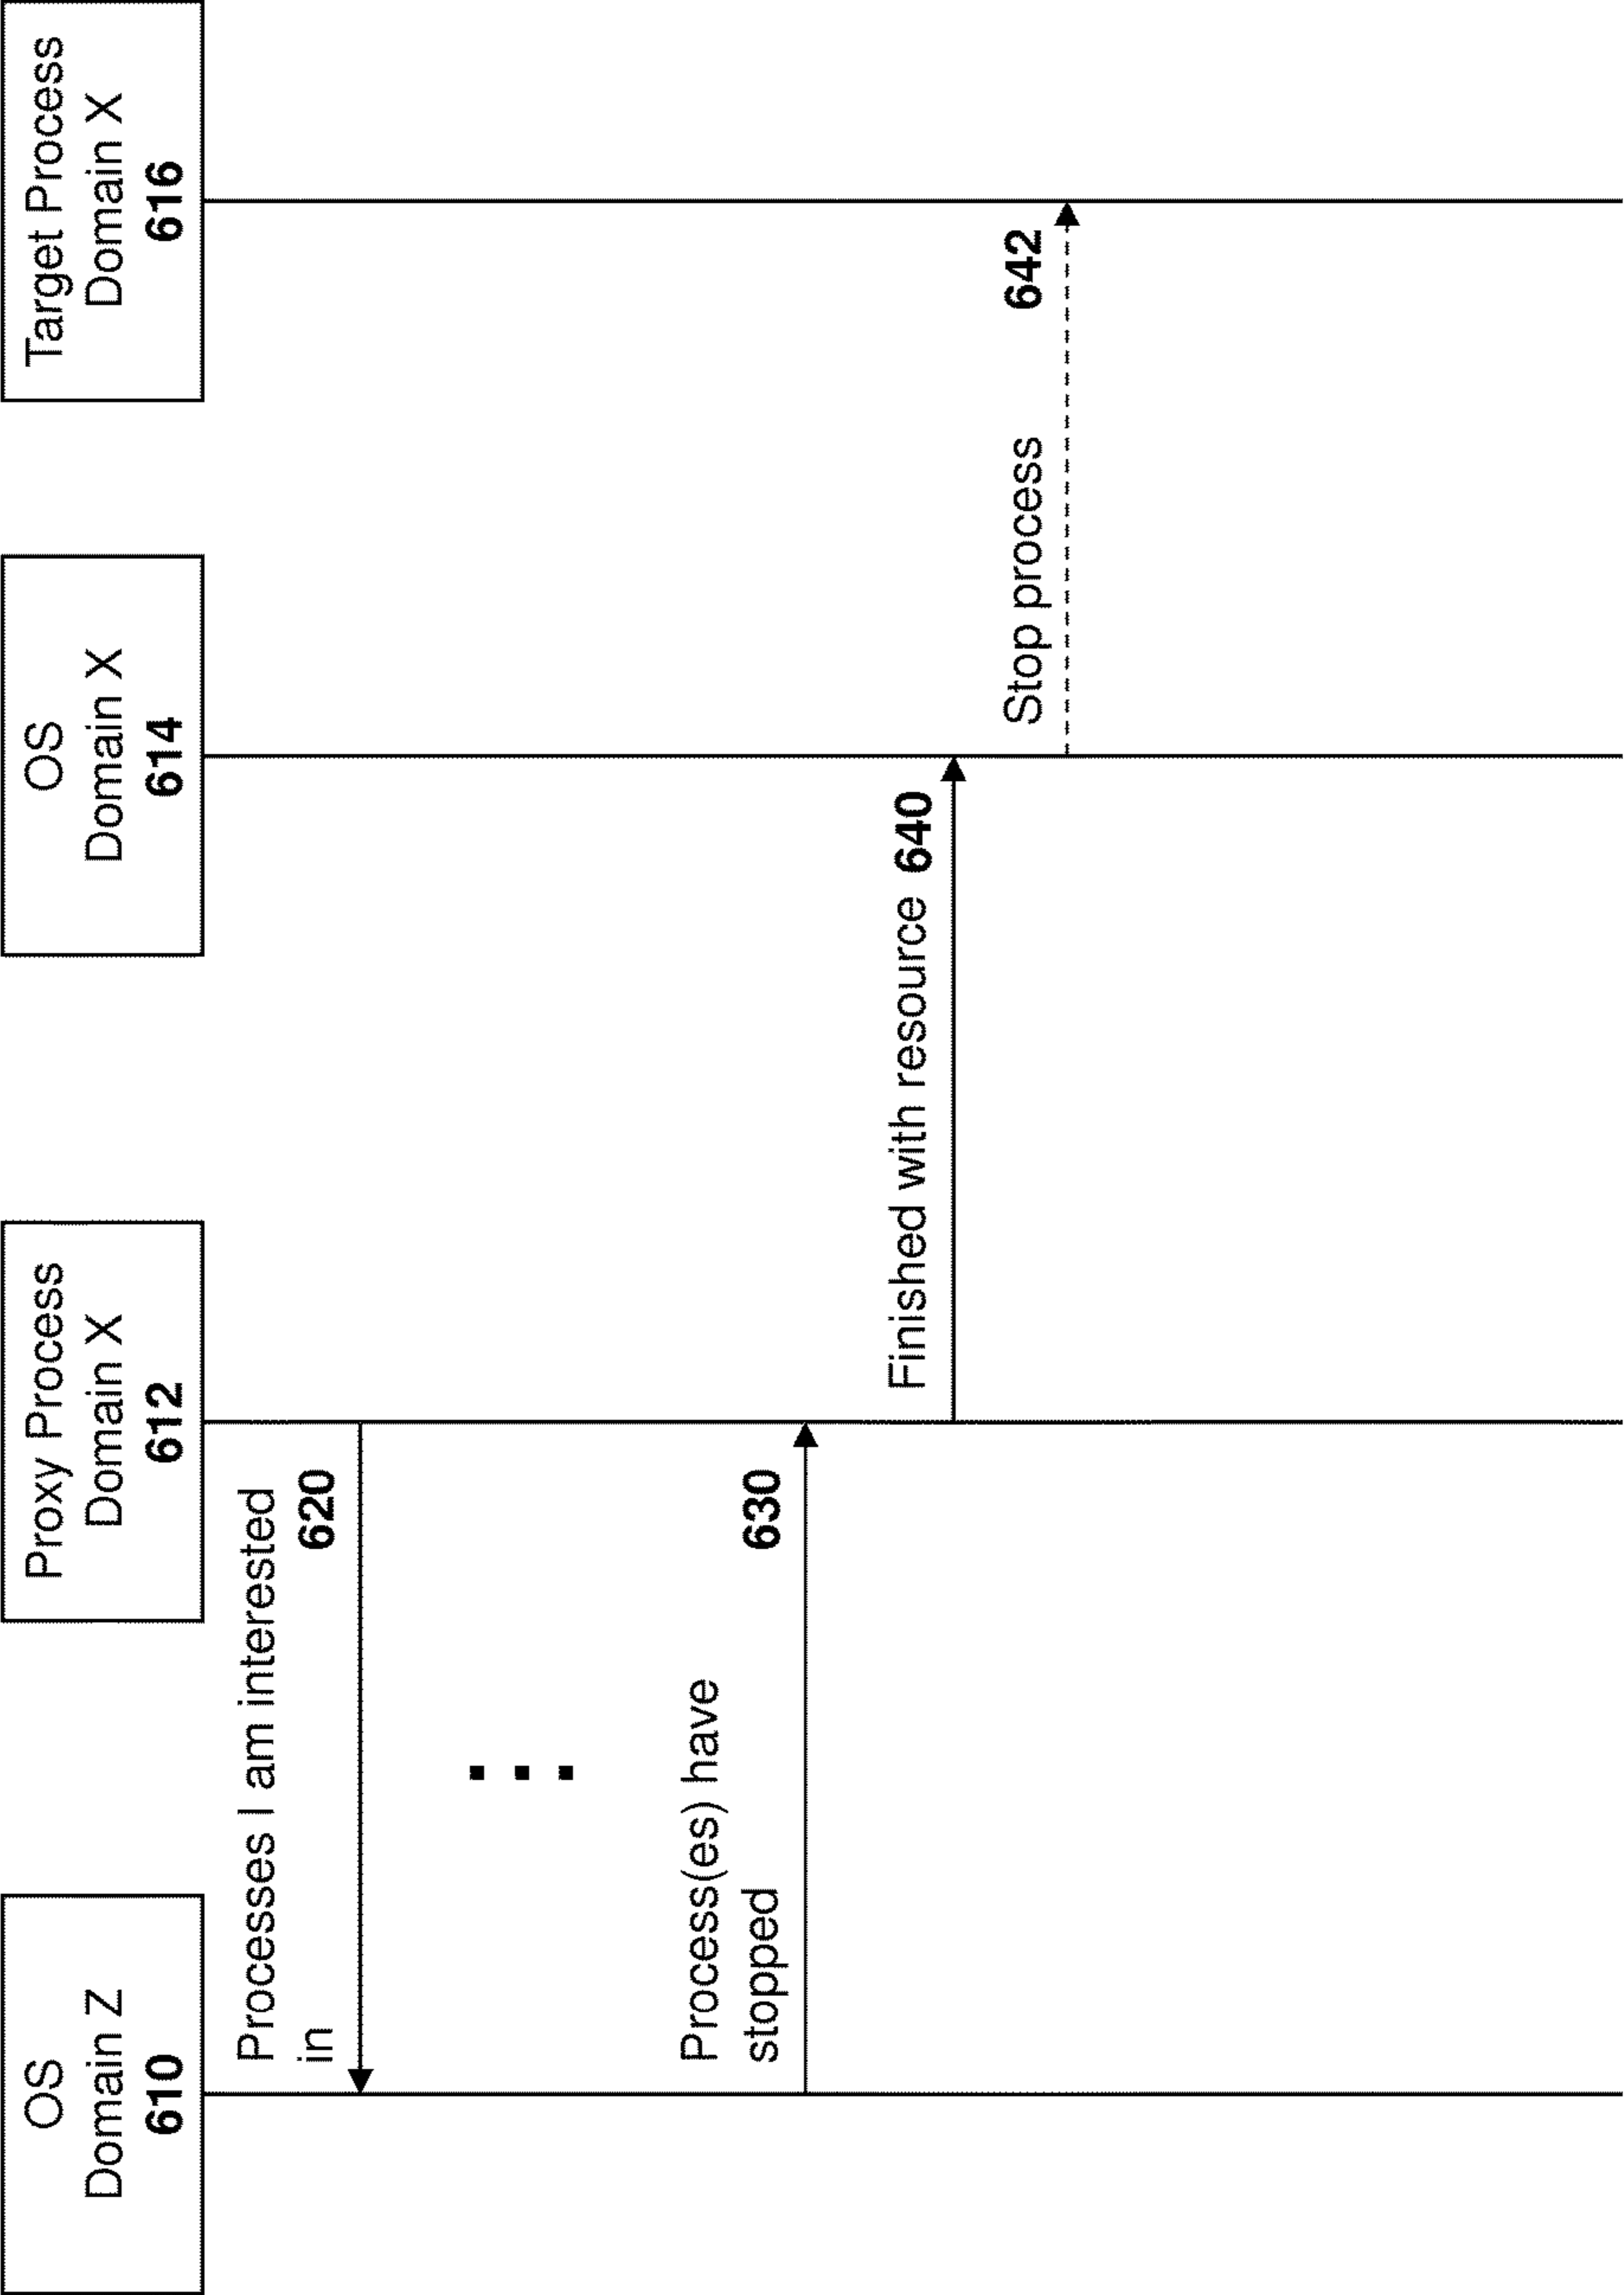 OS
Domain Z
610
Proxy Process
Domain X
612
OS
Domain X
614
Target Process
Domain X
616
Processes I am interested
in
620
Process(es) have
stopped
630
Finished with resource 640
Stop process
642